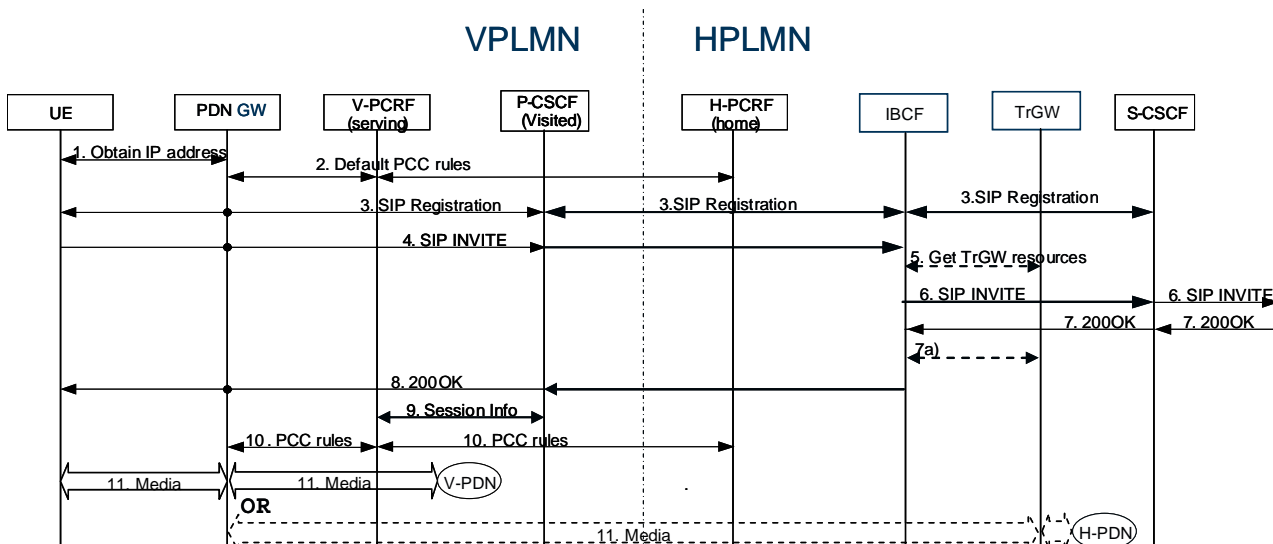 VPLMN HPLMN
UE
PDN GW
V-PCRF
(serving)
P-CSCF
(Visited)
H-PCRF
(home)
IBCF
TrGW
S-CSCF
1. Obtain IP address
2. Default PCC rules
3. SIP Registration
3.SIP Registration
3.SIP Registration
4. SIP INVITE
5. Get TrGW resources
6. SIP INVITE
6. SIP INVITE
7. 200OK
7. 200OK
7a)
8. 200OK
9. Session Info
10 . PCC rules
10. PCC rules
11. Media
11. Media
V-PDN
OR
11. Media
H-PDN